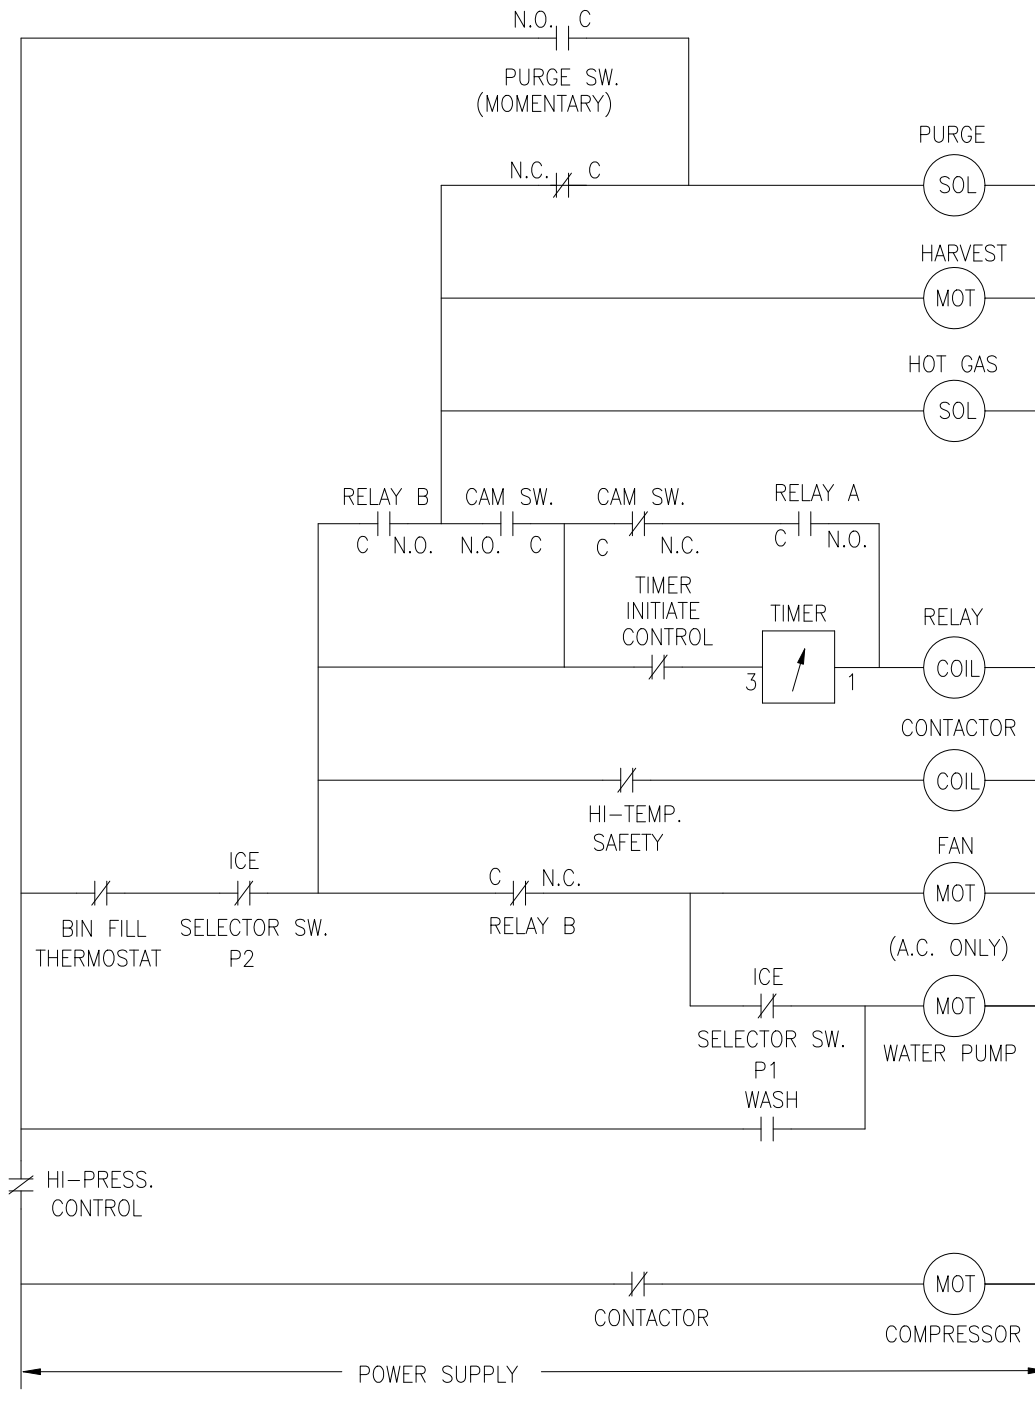 N.O. C
PURGE SW.
(MOMENTARY)
PURGE
N.C. C
SOL
HARVEST
MOT
HOT GAS
SOL
RELAY B CAM SW. CAM SW. RELAY A
C N.O. N.O. C C N.C. C N.O.
TIMER
INITIATE
CONTROL
TIMER
RELAY
3 1
COIL
CONTACTOR
COIL
HI-TEMP.
SAFETY
FAN
ICE
C N.C.
MOT
BIN FILL
THERMOSTAT
SELECTOR SW.
P2
RELAY B
(A.C. ONLY)
ICE
MOT
SELECTOR SW.
P1
WATER PUMP
WASH
HI-PRESS.
CONTROL
MOT
CONTACTOR
COMPRESSOR
POWER SUPPLY